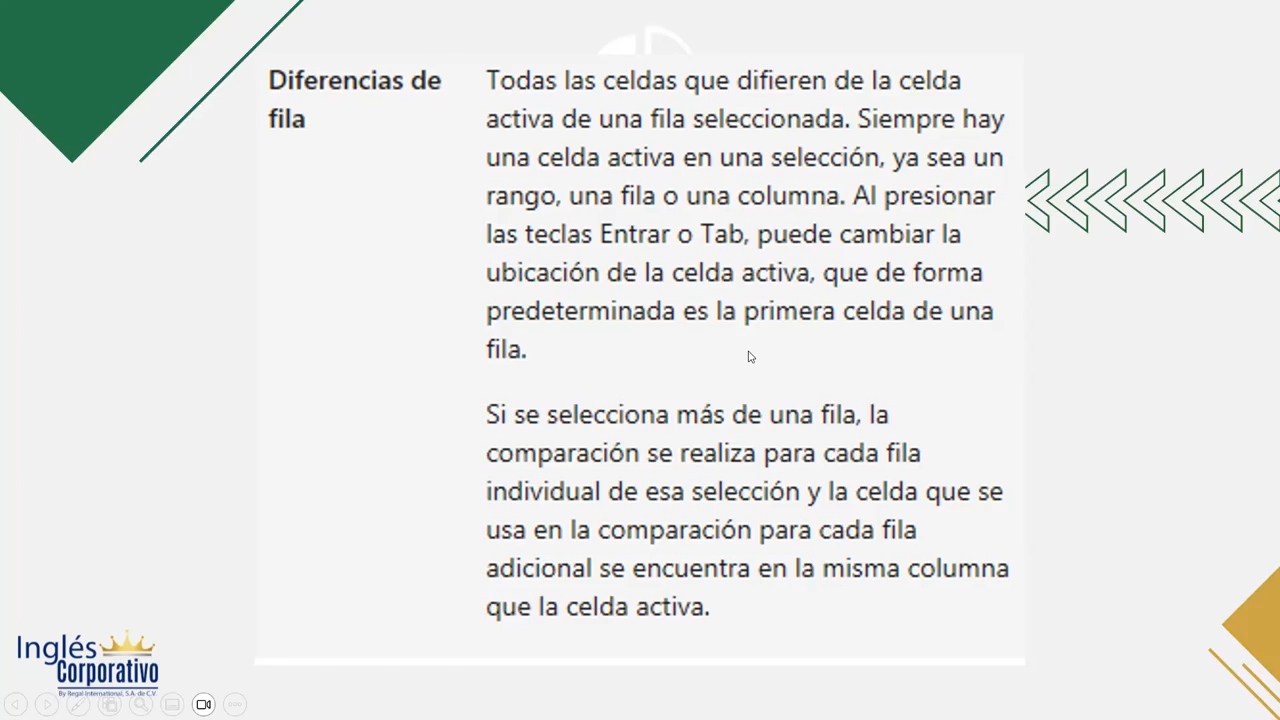 Diferencias de
fila
Todas las celdas que difieren de la celda
activa de una fila seleccionada. Siempre hay
una celda activa en una selección, ya sea un
rango, una fila o una columna. Al presionar
las teclas Entrar o Tab, puede cambiar la
ubicación de la celda activa, que de forma
predeterminada es la primera celda de una
fila.
Si se selecciona más de una fila, la
comparación se realiza para cada fila
individual de esa selección y la celda que se
usa en la comparación para cada fila
adicional se encuentra en la misma columna
que la celda activa.
Inglés
Corporativo
By Regal International, S.A. de C.V.